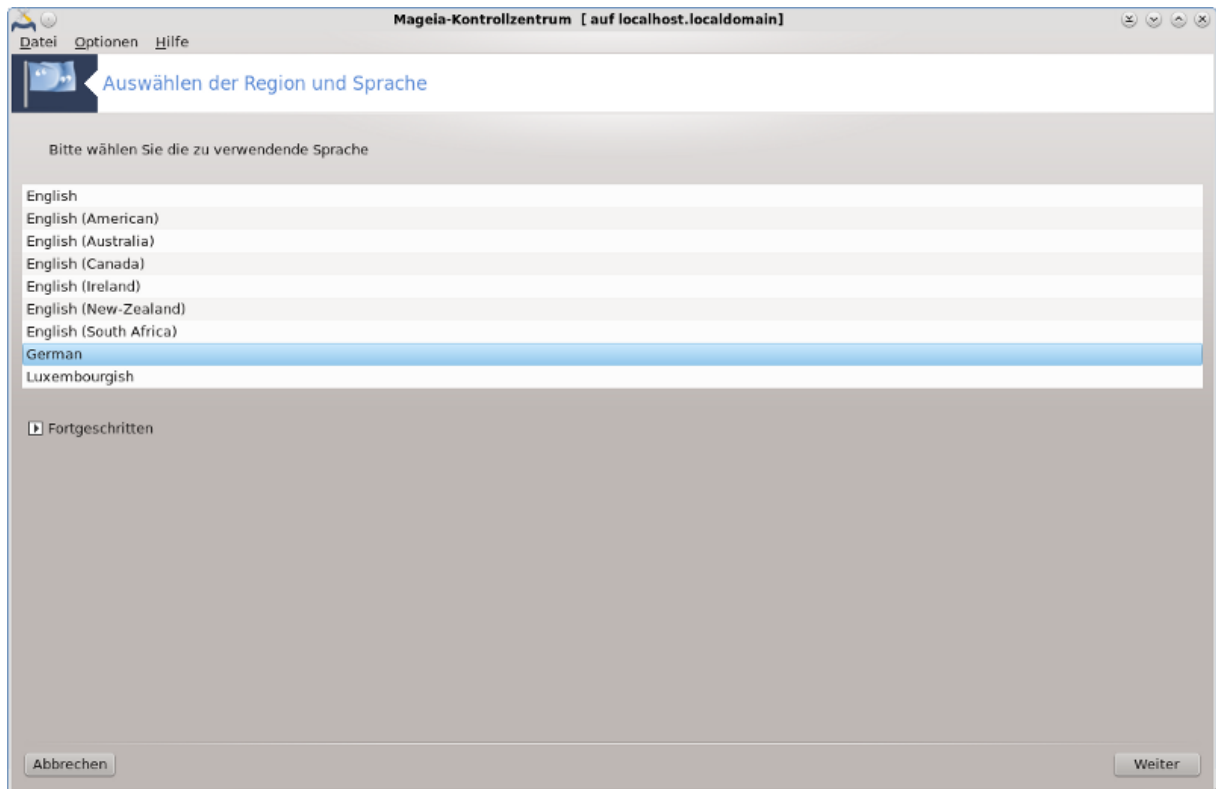 Mageia-Kontrollzentrum [ auf localhost.localdomain]
Datei Optionen Hilfe
Auswählen der Region und Sprache
Bitte wählen Sie die zu verwendende Sprache
English
English (American)
English (Australia)
English (Canada)
English (Ireland)
English (New-Zealand)
English (South Africa)
German
Luxembourgish
Fortgeschritten
Abbrechen Weiter